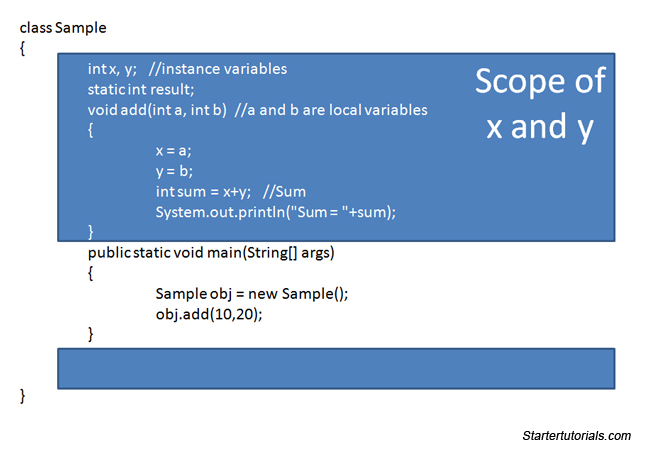 class Sample
{
int x, y;   //instance variables
static int result;
void add(int a, int b)  //a and b are local variables
{
x = a;
y = b;
int sum = x+y;   //Sum
System.out.println("Sum = "+sum);
}
Scope of
x and y
public static void main(String[] args)
{
Sample obj = new Sample();
obj.add(10,20);
}
}
Startertutorials.com